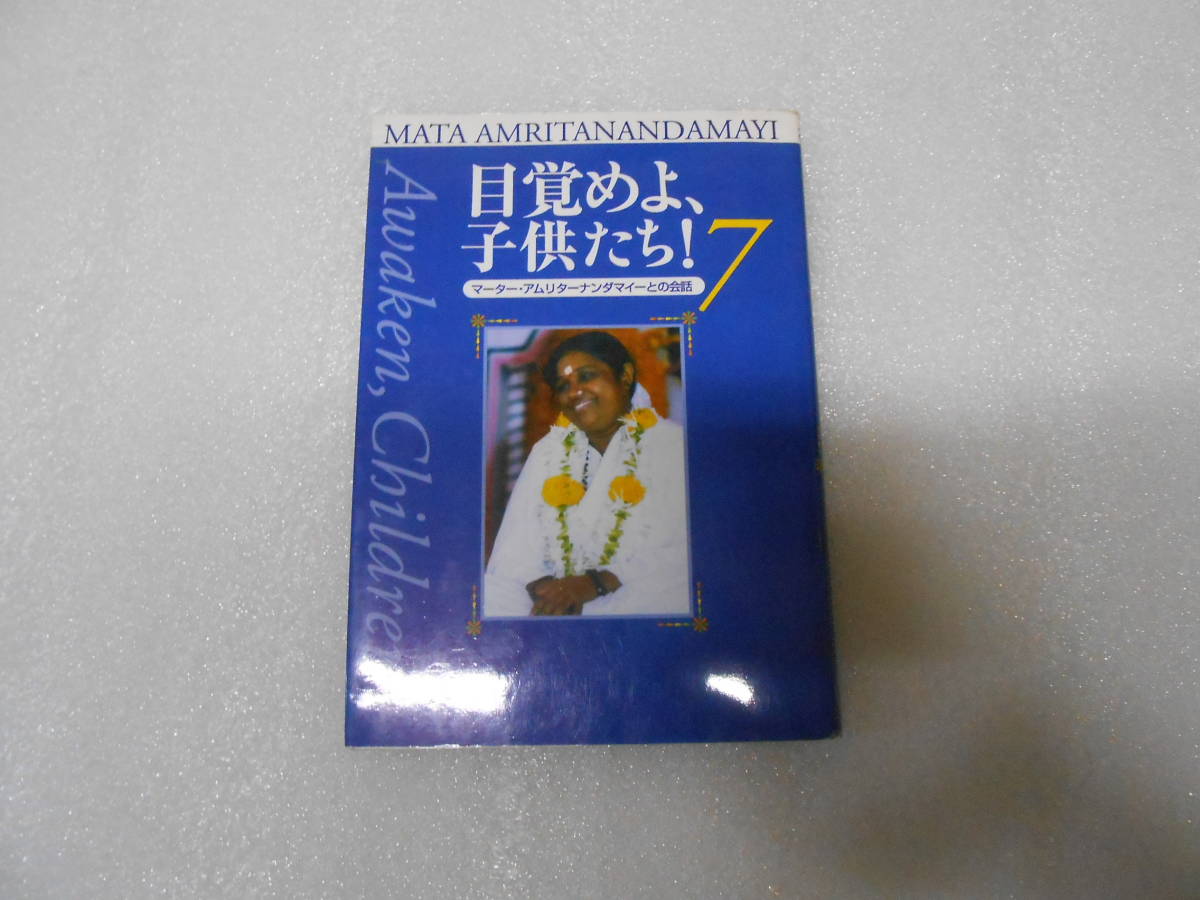 MATA AMRITANANDAMAYI
目覚めよ、
子供たち!
7
マーター・アムリターナンダマイーとの会話
Awaken, Childre